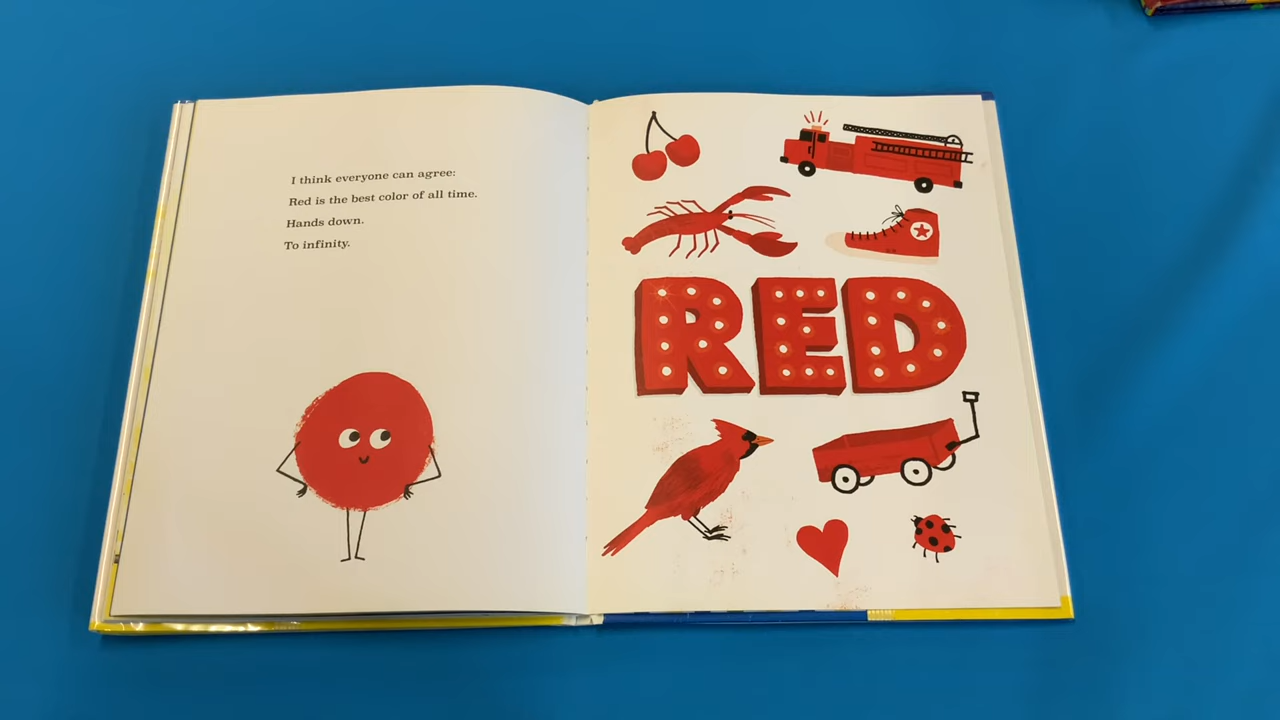 I think everyone can agree:
Red is the best color of all time.
Hands down.
To infinity.
RED